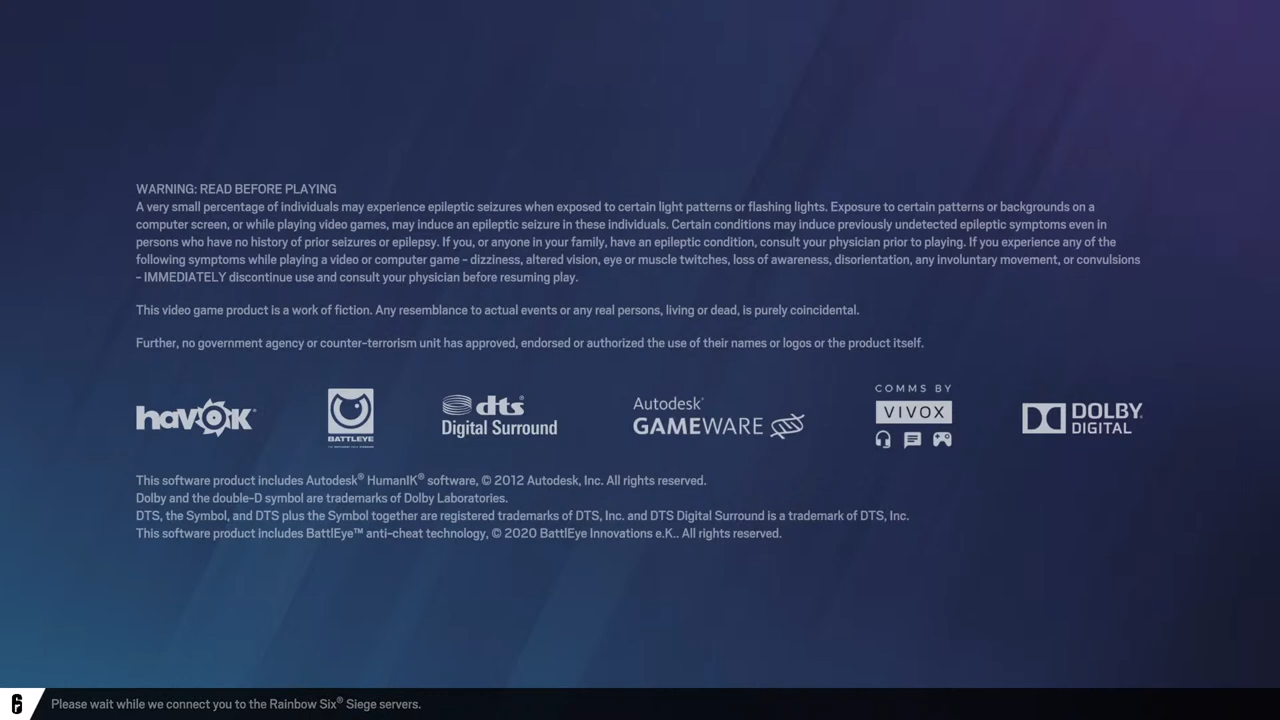 WARNING: READ BEFORE PLAYING
A very small percentage of individuals may experience epileptic seizures when exposed to certain light patterns or flashing lights. Exposure to certain patterns or backgrounds on a
computer screen, or while playing video games, may induce an epileptic seizure in these individuals. Certain conditions may induce previously undetected epileptic symptoms even in
persons who have no history of prior seizures or epilepsy. If you, or anyone in your family, have an epileptic condition, consult your physician prior to playing. If you experience any of the
following symptoms while playing a video or computer game - dizziness, altered vision, eye or muscle twitches, loss of awareness, disorientation, any involuntary movement, or convulsions
- IMMEDIATELY discontinue use and consult your physician before resuming play.
This video game product is a work of fiction. Any resemblance to actual events or any real persons, living or dead, is purely coincidental.
Further, no government agency or counter-terrorism unit has approved, endorsed or authorized the use of their names or logos or the product itself.
havok
BATTLEYE
dts
Digital Surround
Autodesk®
GAMEWARE
COMMS BY
VIVOX
DOLBY
DIGITAL
This software product includes Autodesk® HumanIK® software, © 2012 Autodesk, Inc. All rights reserved.
Dolby and the double-D symbol are trademarks of Dolby Laboratories.
DTS, the Symbol, and DTS plus the Symbol together are registered trademarks of DTS, Inc. and DTS Digital Surround is a trademark of DTS, Inc.
This software product includes BattlEye™ anti-cheat technology, © 2020 BattlEye Innovations e.K.. All rights reserved.
6 Please wait while we connect you to the Rainbow Six® Siege servers.